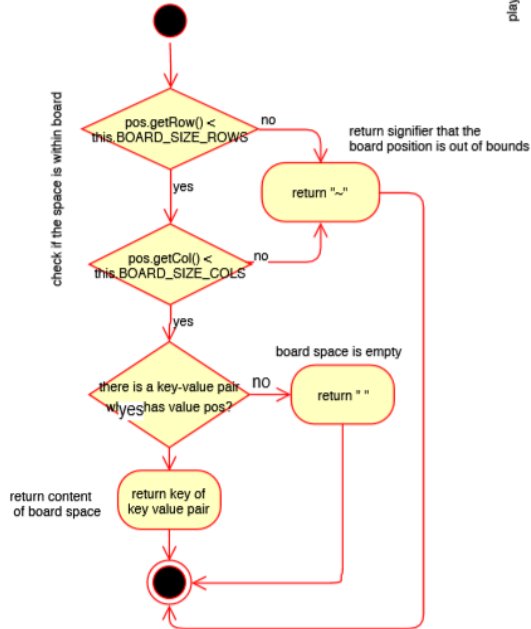 play
pos.getRow() <
this.BOARD_SIZE_ROWS
no
return signifier that the
board position is out of bounds
check if the space is within board
yes
return "~"
pos.getCol() <
this.BOARD_SIZE_COLS
no
yes
board space is empty
there is a key-value pair
no
has value pos?
yes
return " "
return content
of board space
return key of
key value pair